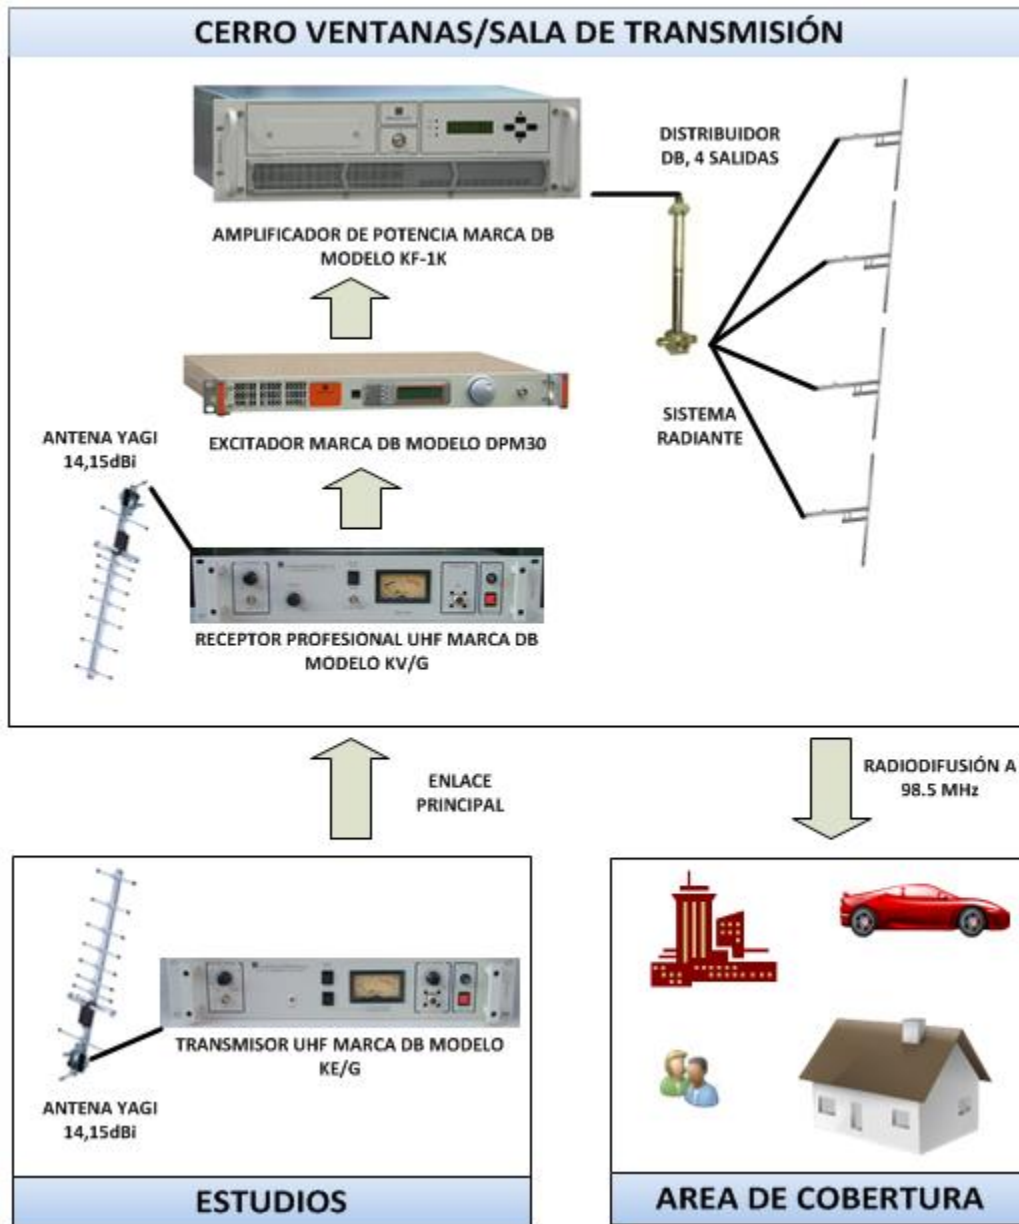 CERRO VENTANAS/SALA DE TRANSMISIÓN
DISTRIBUIDOR
DB, 4 SALIDAS
AMPLIFICADOR DE POTENCIA MARCA DB
MODELO KF-1K
EXCITADOR MARCA DB MODELO DPM30
SISTEMA
RADIANTE
ANTENA YAGI
14,15dBi
RECEPTOR PROFESIONAL UHF MARCA DB
MODELO KV/G
ENLACE
PRINCIPAL
RADIODIFUSIÓN A
98.5 MHz
TRANSMISOR UHF MARCA DB MODELO
KE/G
ANTENA YAGI
14,15dBi
ESTUDIOS
AREA DE COBERTURA